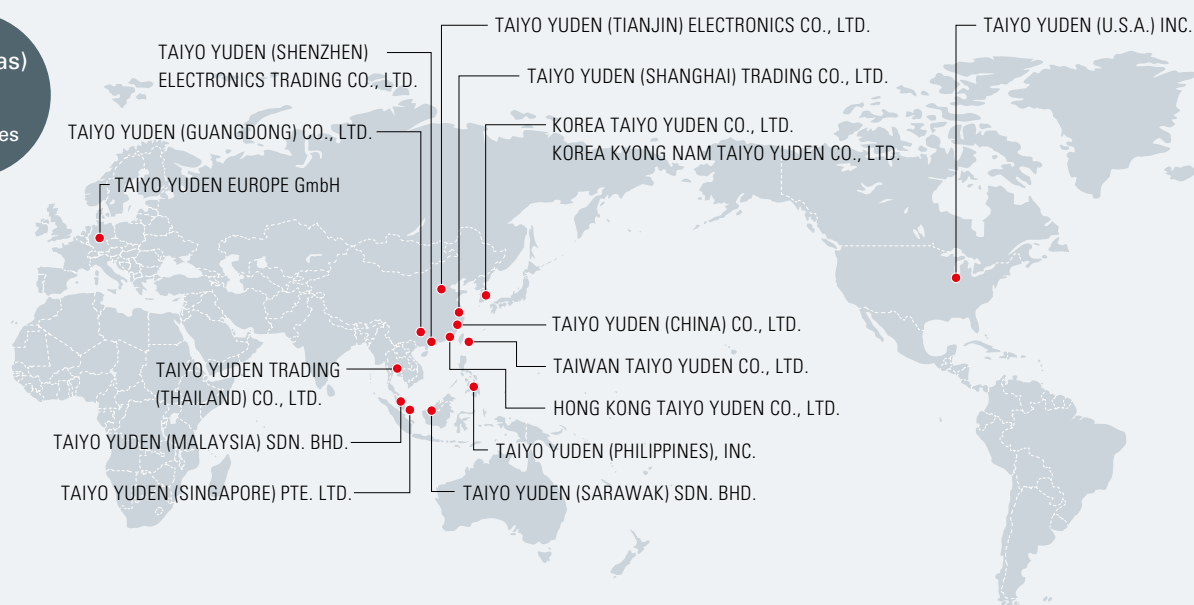 as)
es
TAIYO YUDEN (TIANJIN) ELECTRONICS CO., LTD.
TAIYO YUDEN (U.S.A.) INC.
TAIYO YUDEN (SHENZHEN)
ELECTRONICS TRADING CO., LTD.
TAIYO YUDEN (SHANGHAI) TRADING CO., LTD.
TAIYO YUDEN (GUANGDONG) CO., LTD.
KOREA TAIYO YUDEN CO., LTD.
KOREA KYONG NAM TAIYO YUDEN CO., LTD.
TAIYO YUDEN EUROPE GmbH
TAIYO YUDEN (CHINA) CO., LTD.
TAIWAN TAIYO YUDEN CO., LTD.
TAIYO YUDEN TRADING
(THAILAND) CO., LTD.
HONG KONG TAIYO YUDEN CO., LTD.
TAIYO YUDEN (MALAYSIA) SDN. BHD.
TAIYO YUDEN (PHILIPPINES), INC.
TAIYO YUDEN (SINGAPORE) PTE. LTD.
TAIYO YUDEN (SARAWAK) SDN. BHD.